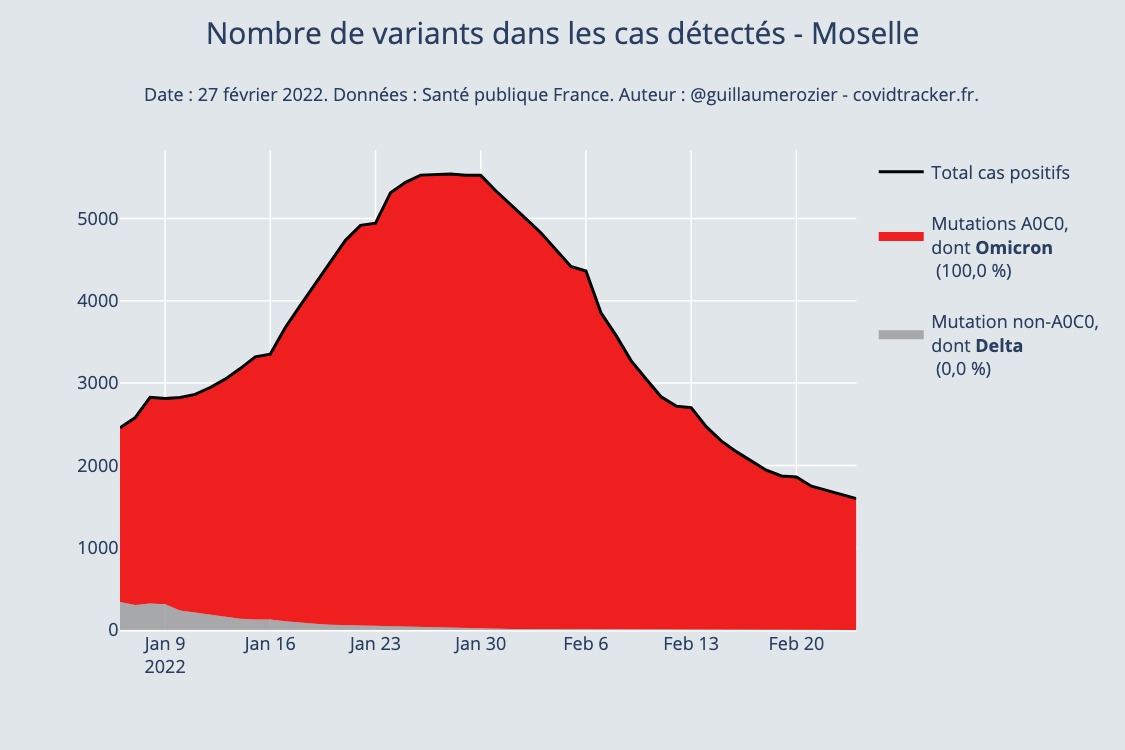 Nombre de variants dans les cas détectés - Moselle
Date : 27 février 2022. Données : Santé publique France. Auteur : @guillaumerozier - covidtracker.fr.
Total cas positifs
Mutations A0C0,
dont Omicron
(100,0 %)
Mutation non-A0C0,
dont Delta
(0,0 %)
5000
4000
3000
2000
1000
0
Jan 9
2022
Jan 16
Jan 23
Jan 30
Feb 6
Feb 13
Feb 20